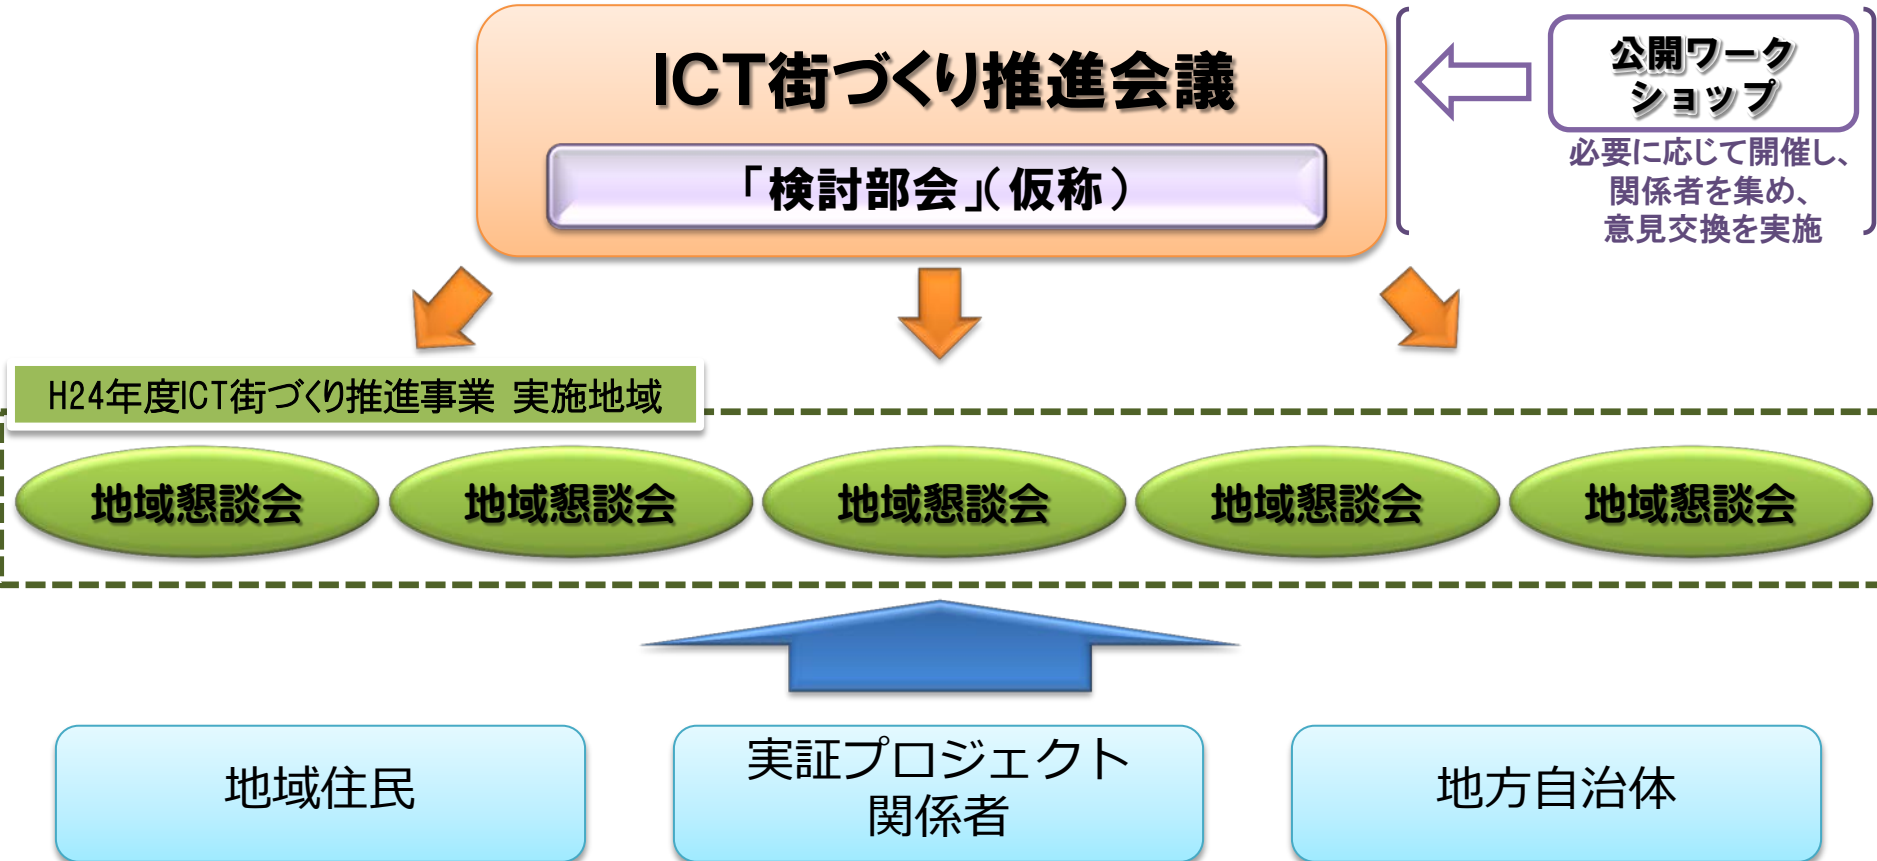 ICT街づくり推進会議
「検討部会」(仮称)
公開ワーク
ショップ
必要に応じて開催し、
関係者を集め、
意見交換を実施
H24年度ICT街づくり推進事業 実施地域
地域懇談会
地域懇談会
地域懇談会
地域懇談会
地域懇談会
地域住民
実証プロジェクト
関係者
地方自治体